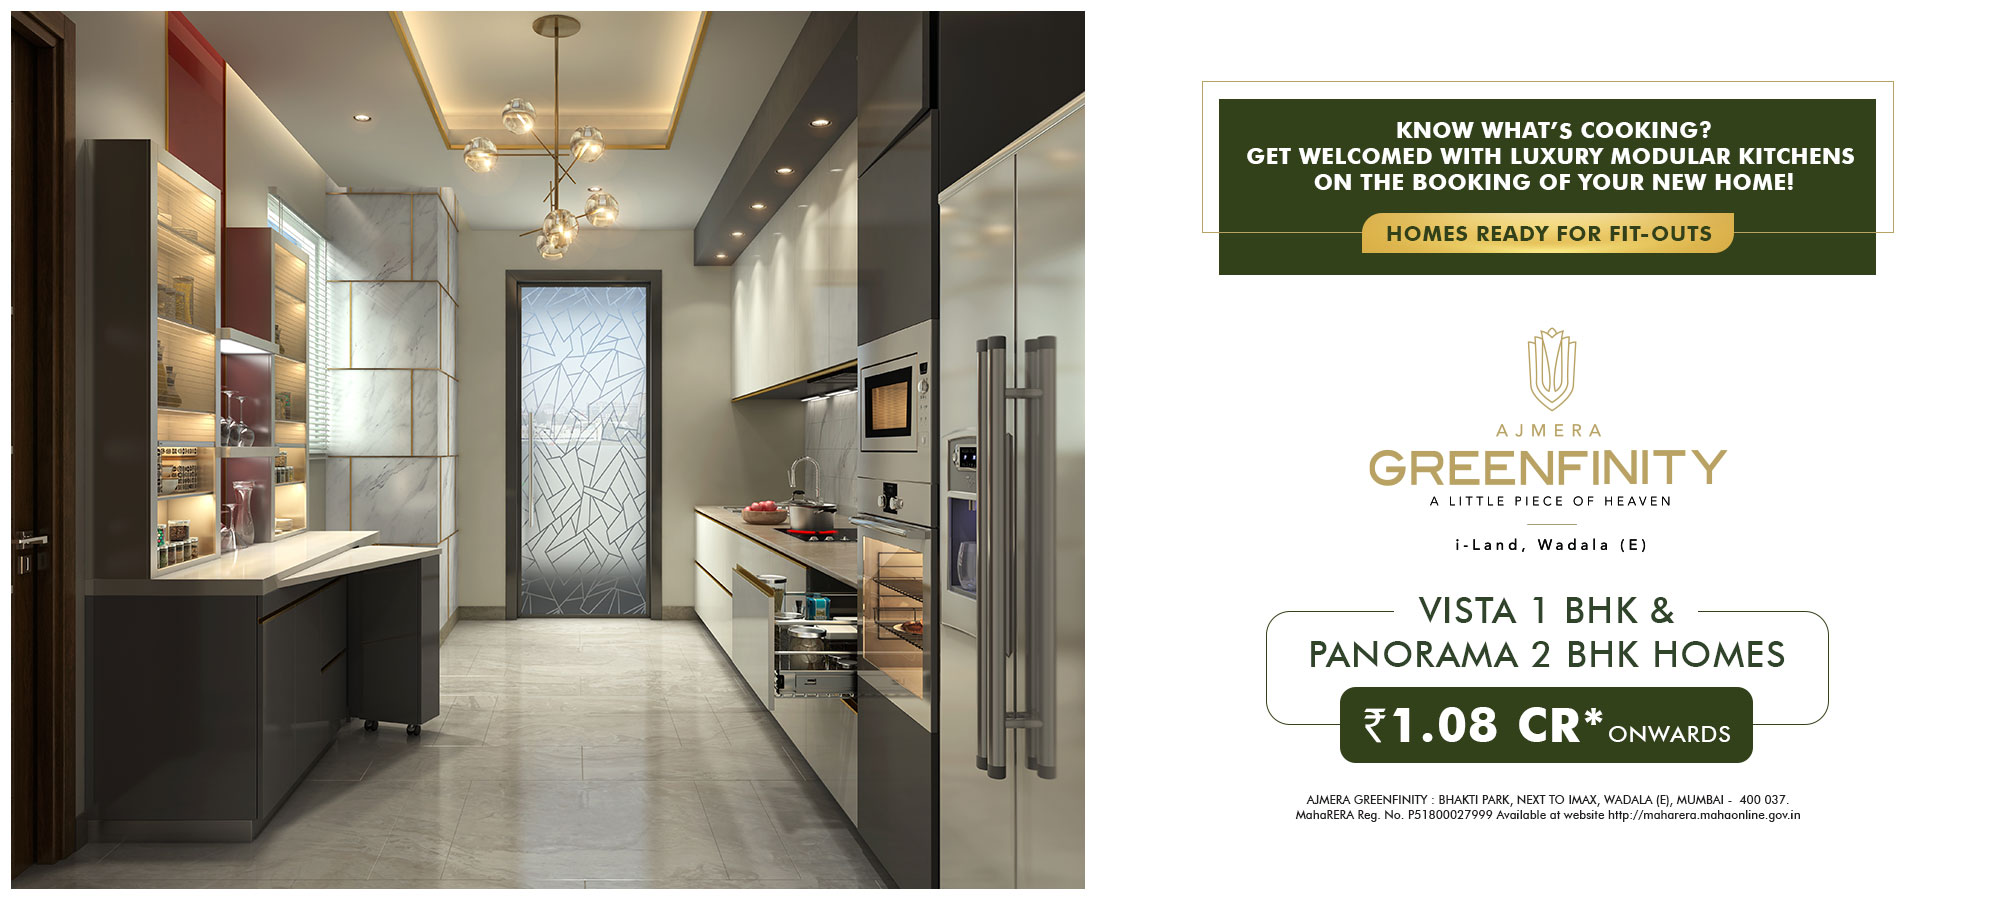 KNOW WHAT'S COOKING?
GET WELCOMED WITH LUXURY MODULAR KITCHENS
ON THE BOOKING OF YOUR NEW HOME!
HOMES READY FOR FIT-OUTS
AJMERA
GREENFINITY
A LITTLE PIECE OF HEAVEN
i-Land, Wadala (E)
VISTA 1 BHK &
PANORAMA 2 BHK HOMES
₹1.08 CR* ONWARDS
AJMERA GREENFINITY : BHAKTI PARK, NEXT TO IMAX, WADALA (E), MUMBAI - 400 037.
MahaRERA Reg. No. P51800027999 Available at website http://maharera.mahaonline.gov.in